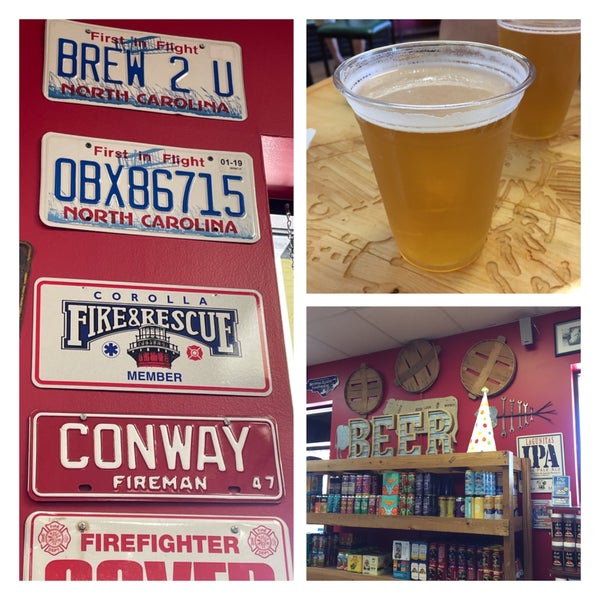 First in Flight
BREW 2 U
NORTH CAROLINA
First in Flight
01-19
OBX86715
NORTH CAROLINA
COROLLA
FIRE&RESCUE
MEMBER
CONWAY
FIREMAN 47
FIREFIGHTER
BEER
LAGUNITAS
IPA